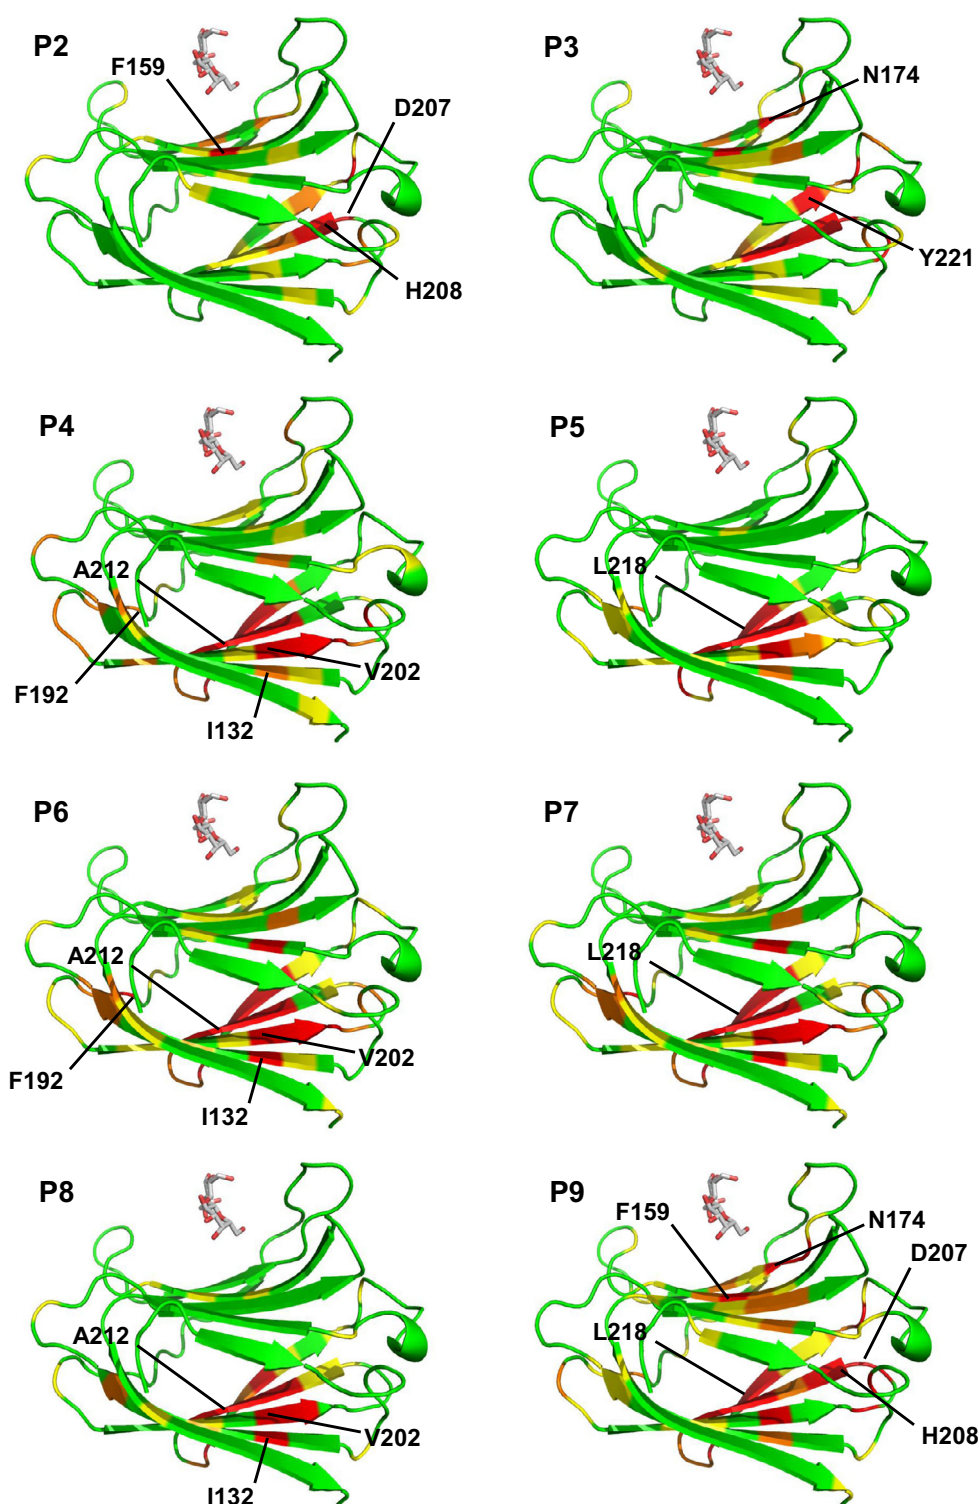 P2
F159
D207
H208
P3
N174
Y221
P4
A212
F192
V202
I132
P5
L218
P6
A212
F192
V202
I132
P7
L218
P8
A212
V202
I132
P9
F159
N174
D207
L218
H208